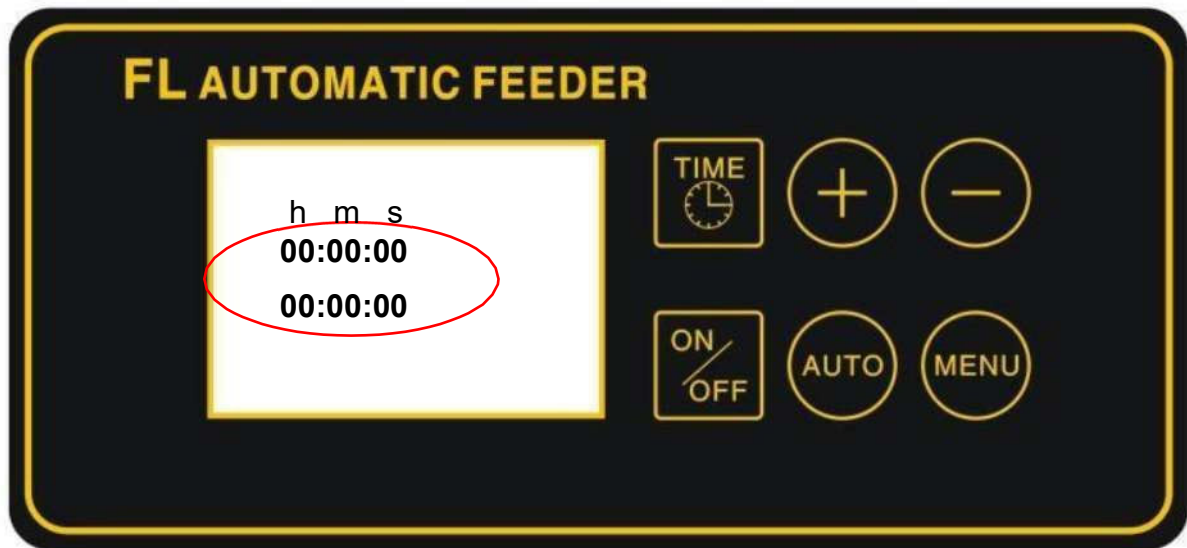 FL AUTOMATIC FEEDER
h m s
00:00:00
00:00:00
TIME
+
−
ON/OFF
AUTO
MENU